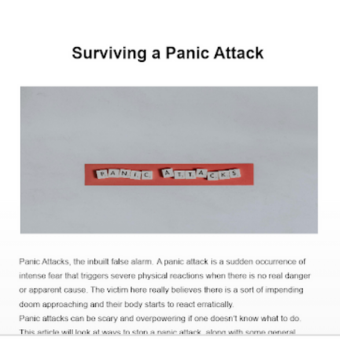 Surviving a Panic Attack
PANIC ATTACKS
Panic Attacks, the inbuilt false alarm. A panic attack is a sudden occurrence of
intense fear that triggers severe physical reactions when there is no real danger
or apparent cause. The victim here really believes there is a sort of impending
doom approaching and their body starts to react erratically.
Panic attacks can be scary and overpowering if one doesn't know what to do.
This article will look at ways to stop a panic attack, along with some general